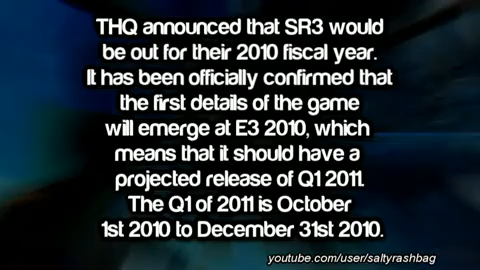 THQ announced that SR3 would
be out for their 2010 fiscal year.
It has been officially confirmed that
the first details of the game
will emerge at E3 2010, which
means that it should have a
projected release of Q1 2011.
The Q1 of 2011 is October
1st 2010 to December 31st 2010.
youtube.com/user/saltyrashbag